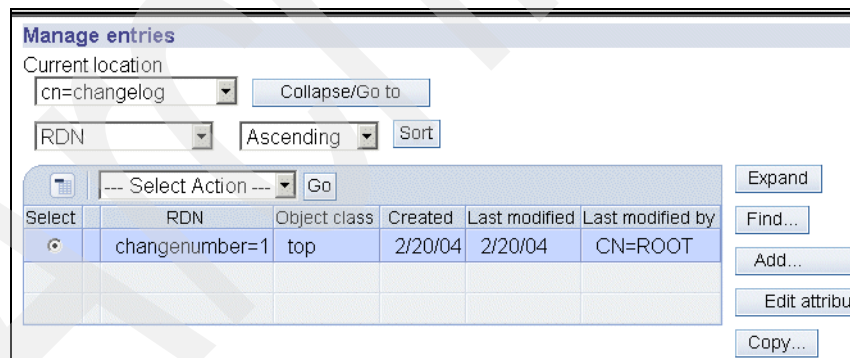 Manage entries
Current location
cn=changelog Collapse/Go to
RDN Ascending Sort
--- Select Action --- Go
Select RDN Object class Created Last modified Last modified by
changenumber=1 top 2/20/04 2/20/04 CN=ROOT
Expand
Find...
Add...
Edit attribu
Copy...